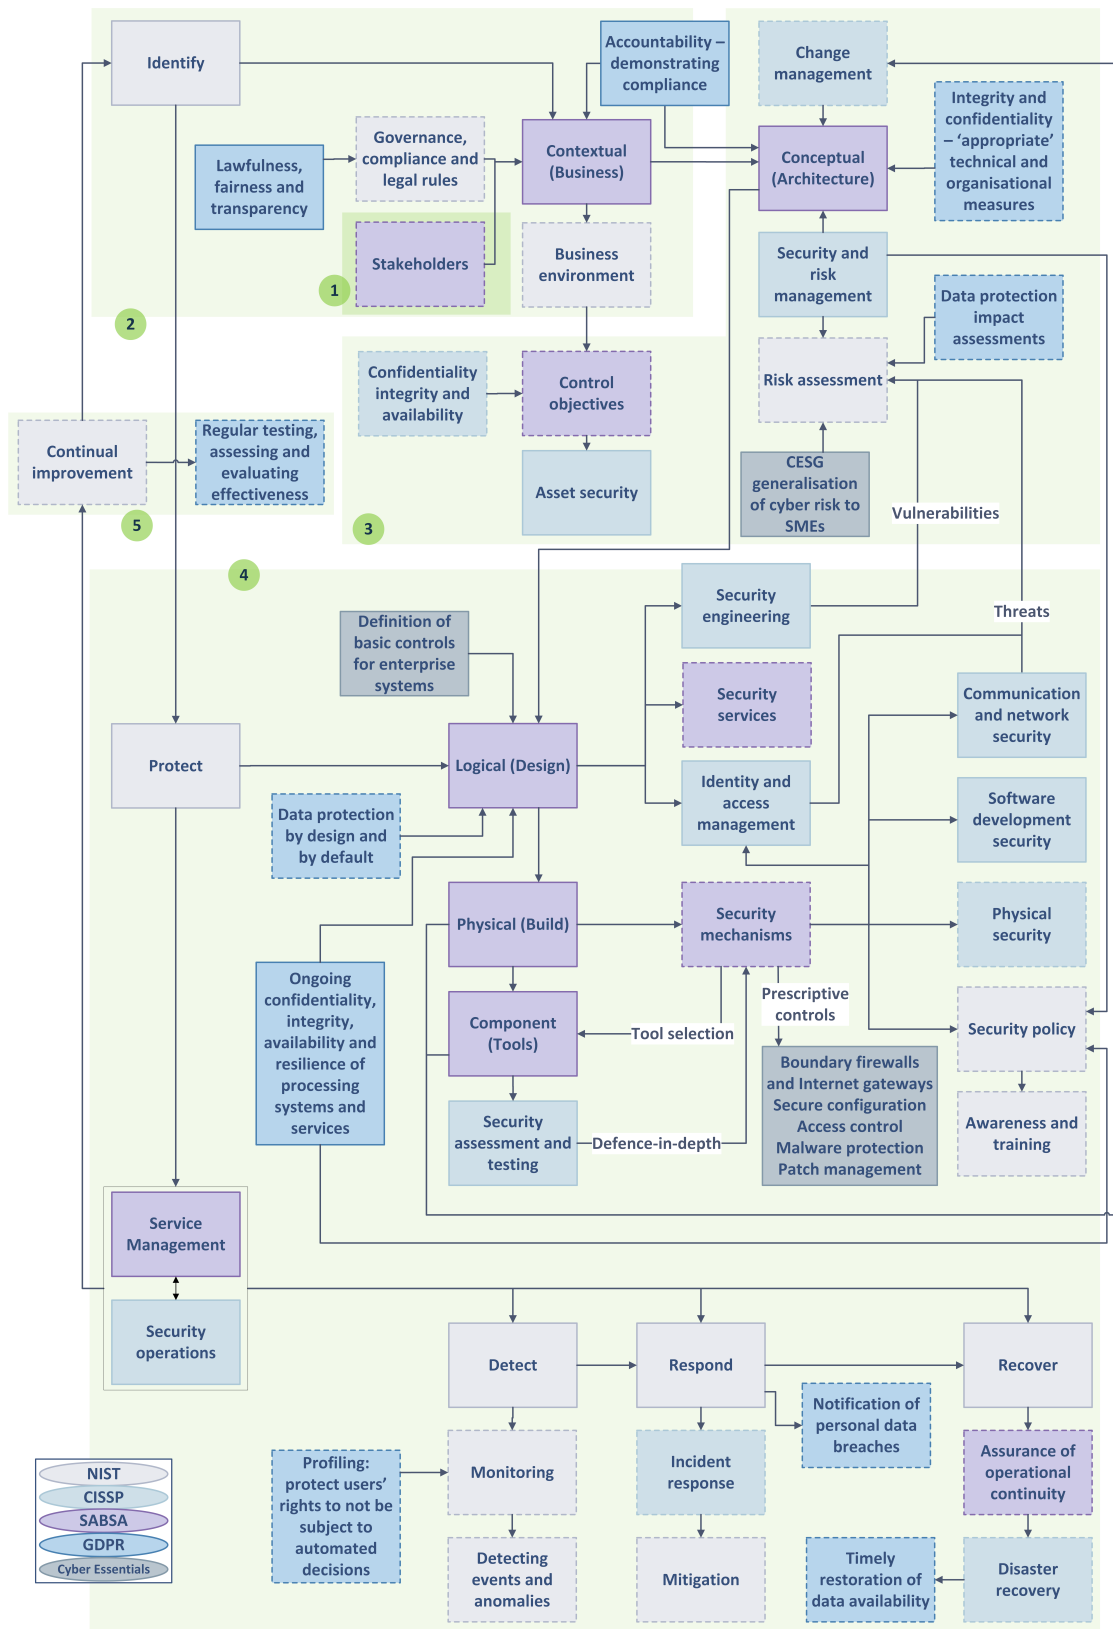 Identify
Accountability –
demonstrating
compliance
Change
management
Integrity and
confidentiality
– ‘appropriate’
technical and
organisational
measures
Governance,
compliance and
legal rules
Contextual
(Business)
Conceptual
(Architecture)
Lawfulness,
fairness and
transparency
Stakeholders
Business
environment
Security and
risk
management
Data protection
impact
assessments
1
2
Confidentiality
integrity and
availability
Control
objectives
Risk assessment
Continual
improvement
Regular testing,
assessing and
evaluating
effectiveness
Asset security
CESG
generalisation
of cyber risk to
SMEs
Vulnerabilities
5
3
4
Security
engineering
Threats
Definition of
basic controls
for enterprise
systems
Security
services
Communication
and network
security
Protect
Logical (Design)
Identity and
access
management
Software
development
security
Data protection
by design and
by default
Physical (Build)
Security
mechanisms
Physical
security
Ongoing
confidentiality,
integrity,
availability and
resilience of
processing
systems and
services
Prescriptive
controls
Component
(Tools)
Tool selection
Security policy
Boundary firewalls
and Internet gateways
Secure configuration
Access control
Malware protection
Patch management
Security
assessment and
testing
Defence-in-depth
Awareness and
training
Service
Management
Security
operations
Detect
Respond
Recover
Notification of
personal data
breaches
Profiling:
protect users’
rights to not be
subject to
automated
decisions
Monitoring
Incident
response
Assurance of
operational
continuity
Detecting
events and
anomalies
Mitigation
Timely
restoration of
data availability
Disaster
recovery
NIST
CISSP
SABSA
GDPR
Cyber Essentials